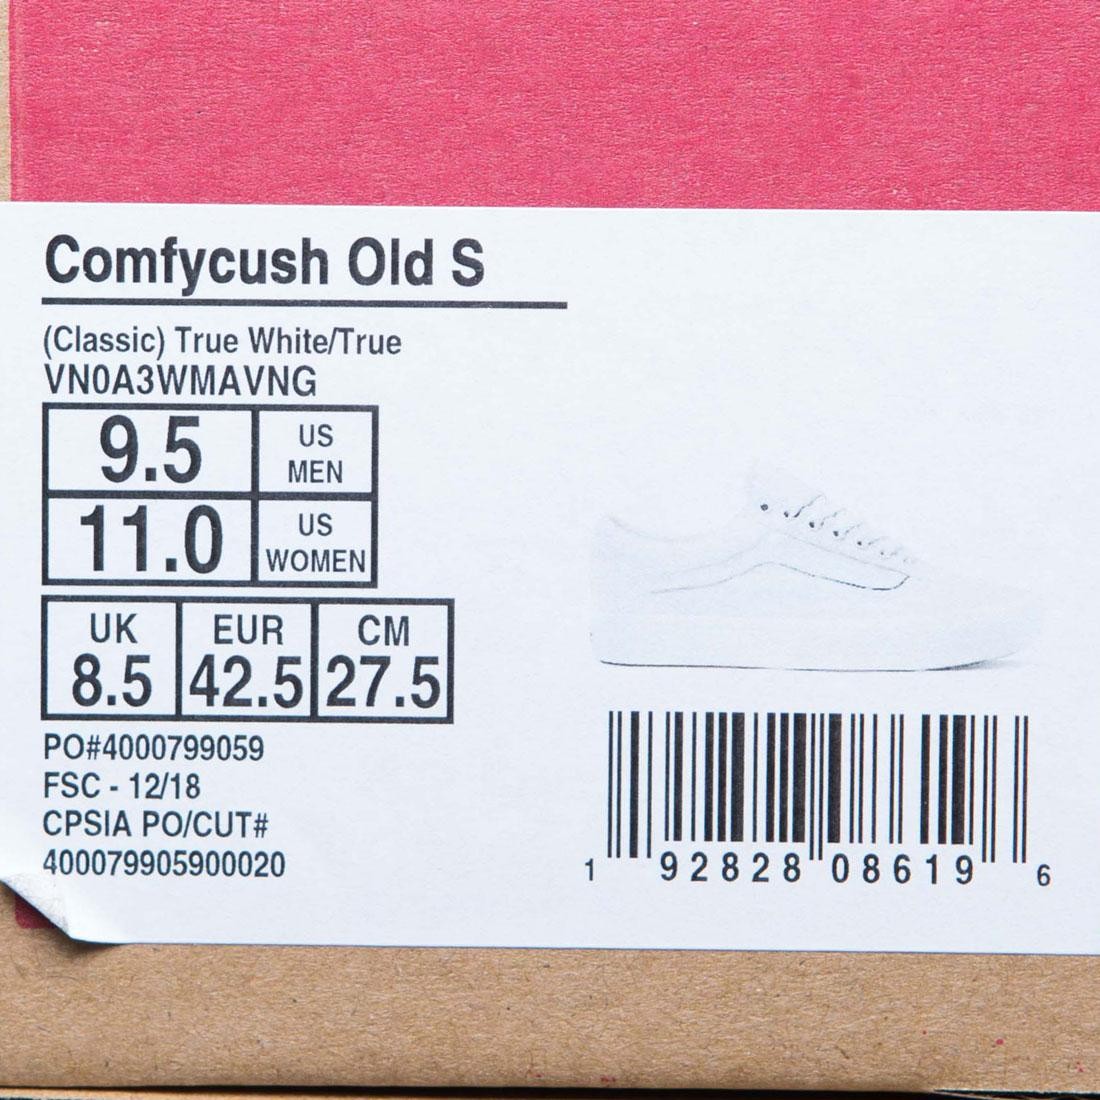 Comfycush Old S
(Classic) True White/True
VN0A3WMAVNG
9.5 US MEN
11.0 US WOMEN
UK EUR CM
8.5 42.5 27.5
PO#4000799059
FSC - 12/18
CPSIA PO/CUT#
400079905900020
1 92828 08619 6